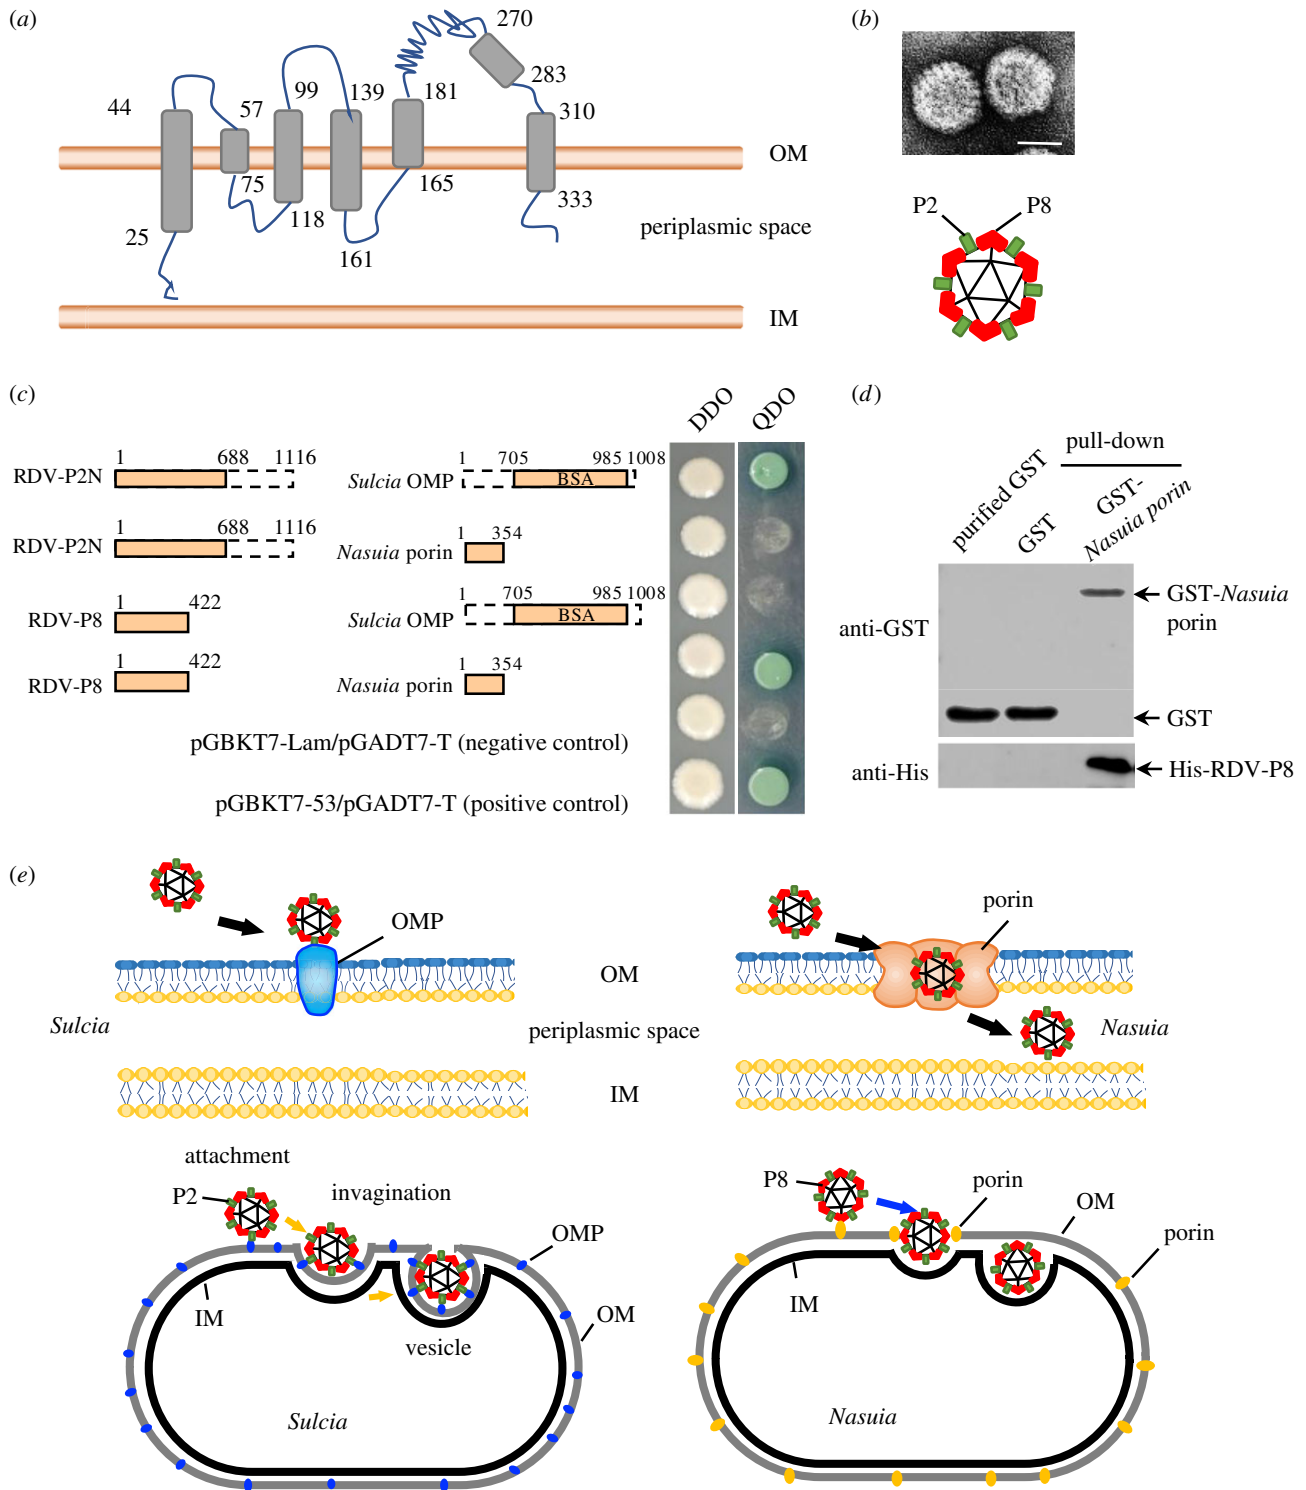 (a)
44
57
99
139
181
270
283
310
OM
75
118
165
333
25
161
periplasmic space
IM
(b)
P2
P8
(c)
DDO
QDO
RDV-P2N
1 688 1116
Sulcia OMP
1 705 985 1008
BSA
RDV-P2N
1 688 1116
Nasuia porin
1 354
RDV-P8
1 422
Sulcia OMP
1 705 985 1008
BSA
RDV-P8
1 422
Nasuia porin
1 354
pGBKT7-Lam/pGADT7-T (negative control)
pGBKT7-53/pGADT7-T (positive control)
(d)
pull-down
purified GST
GST
GST-
Nasuia porin
anti-GST
GST-Nasuia
porin
GST
anti-His
His-RDV-P8
(e)
OMP
porin
OM
Sulcia
periplasmic space
Nasuia
IM
attachment
P2
invagination
OMP
IM
OM
vesicle
Sulcia
P8
porin
OM
porin
IM
Nasuia